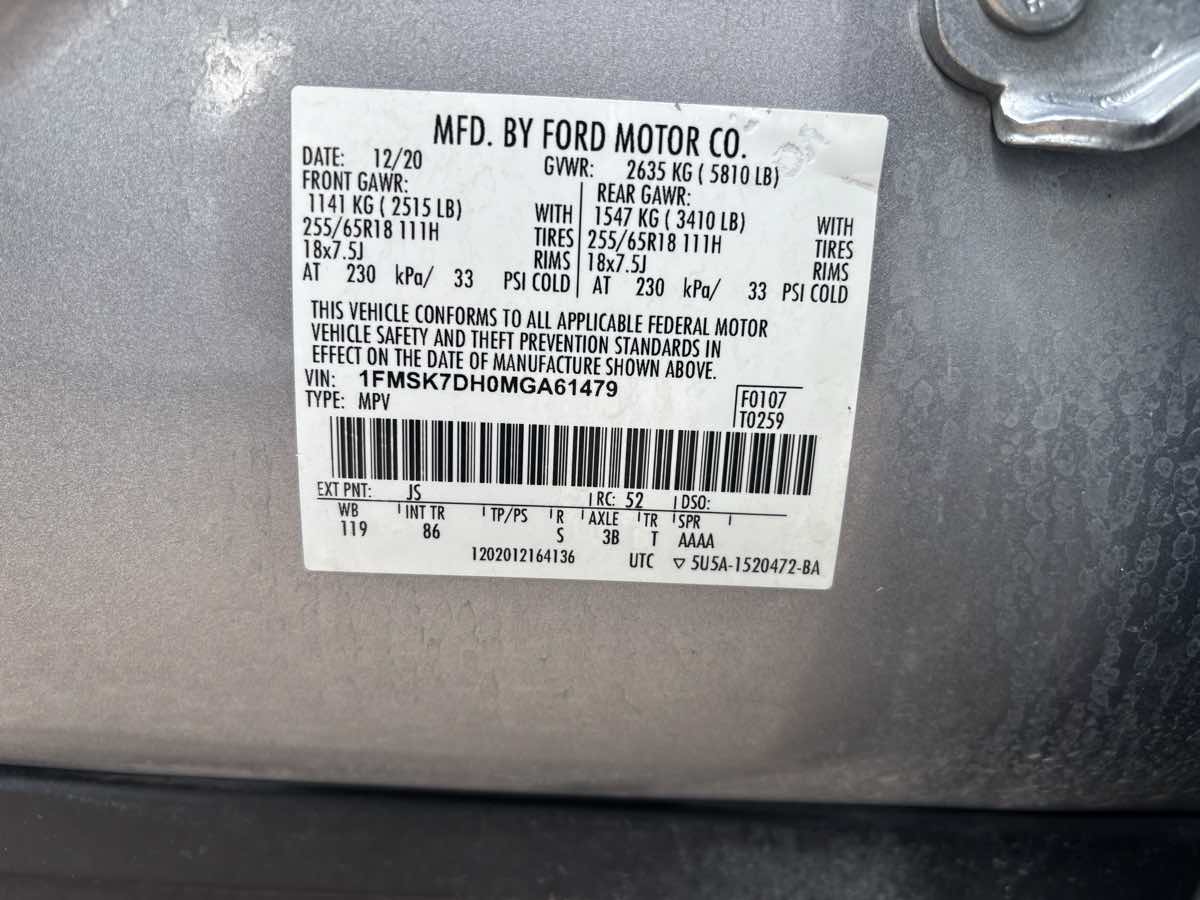 MFD. BY FORD MOTOR CO.
DATE: 12/20 GVWR: 2635 KG ( 5810 LB)
FRONT GAWR: REAR GAWR:
1141 KG ( 2515 LB) WITH 1547 KG ( 3410 LB) WITH
255/65R18 111H TIRES 255/65R18 111H TIRES
18x7.5J RIMS 18x7.5J RIMS
AT 230 kPa/ 33 PSI COLD AT 230 kPa/ 33 PSI COLD
THIS VEHICLE CONFORMS TO ALL APPLICABLE FEDERAL MOTOR
VEHICLE SAFETY AND THEFT PREVENTION STANDARDS IN
EFFECT ON THE DATE OF MANUFACTURE SHOWN ABOVE.
VIN: 1FMSK7DH0MGA61479
TYPE: MPV F0107
T0259
EXT PNT: JS RC: 52 DSO:
WB INT TR TP/PS R AXLE TR SPR
119 86 S 3B T AAAA
1202012164136 UTC ▽ 5U5A-1520472-BA